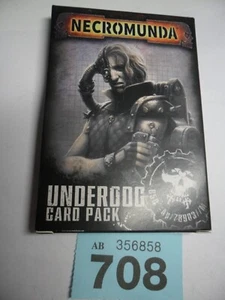 NECROMUNDA
UNDERDOG
CARD PACK
AB 356858
708